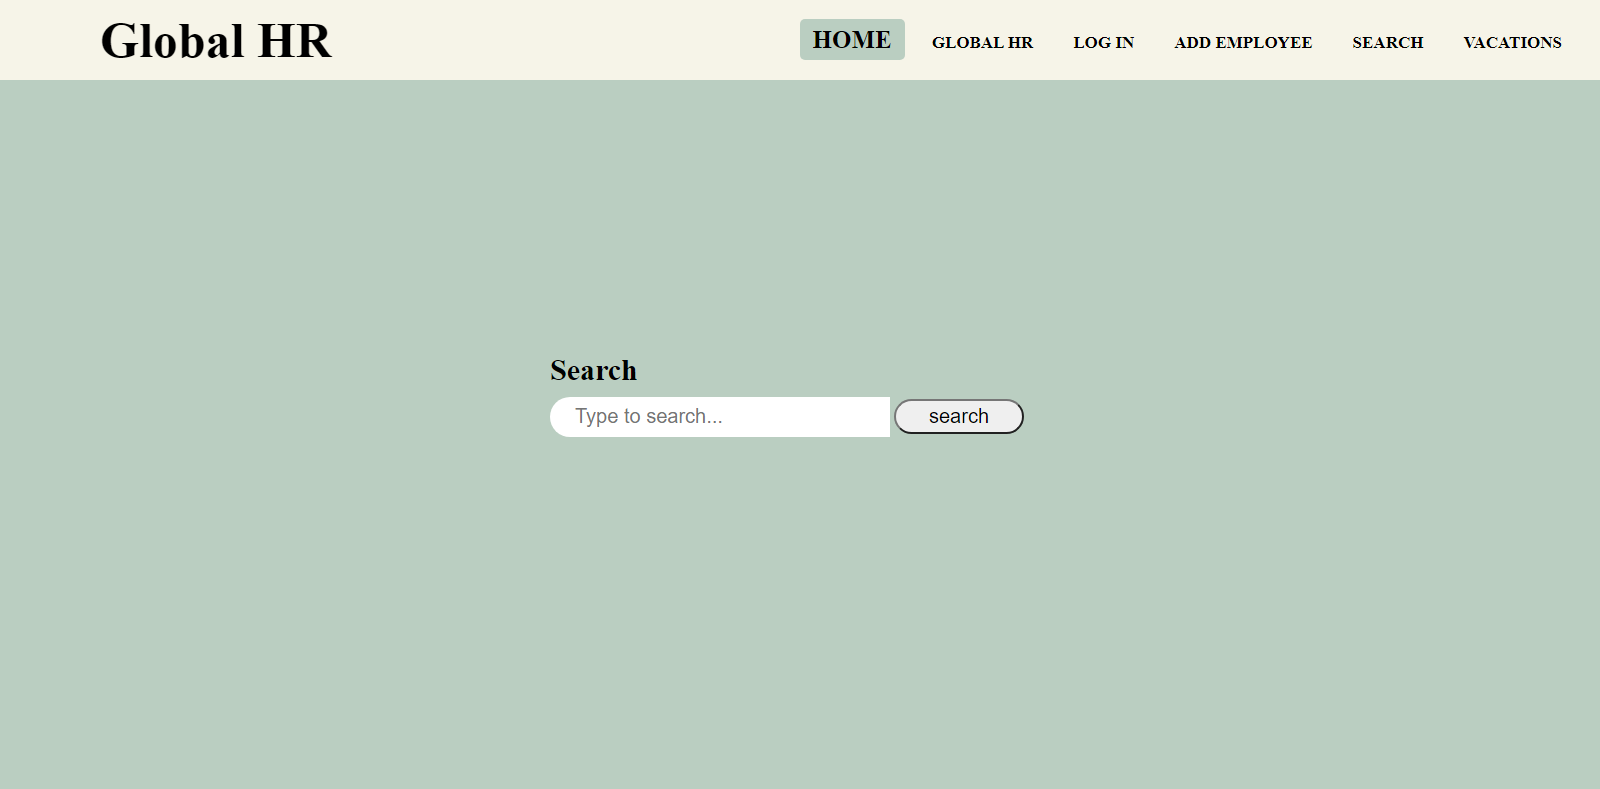 Global HR
HOME GLOBAL HR LOG IN ADD EMPLOYEE SEARCH VACATIONS
Search
Type to search... search